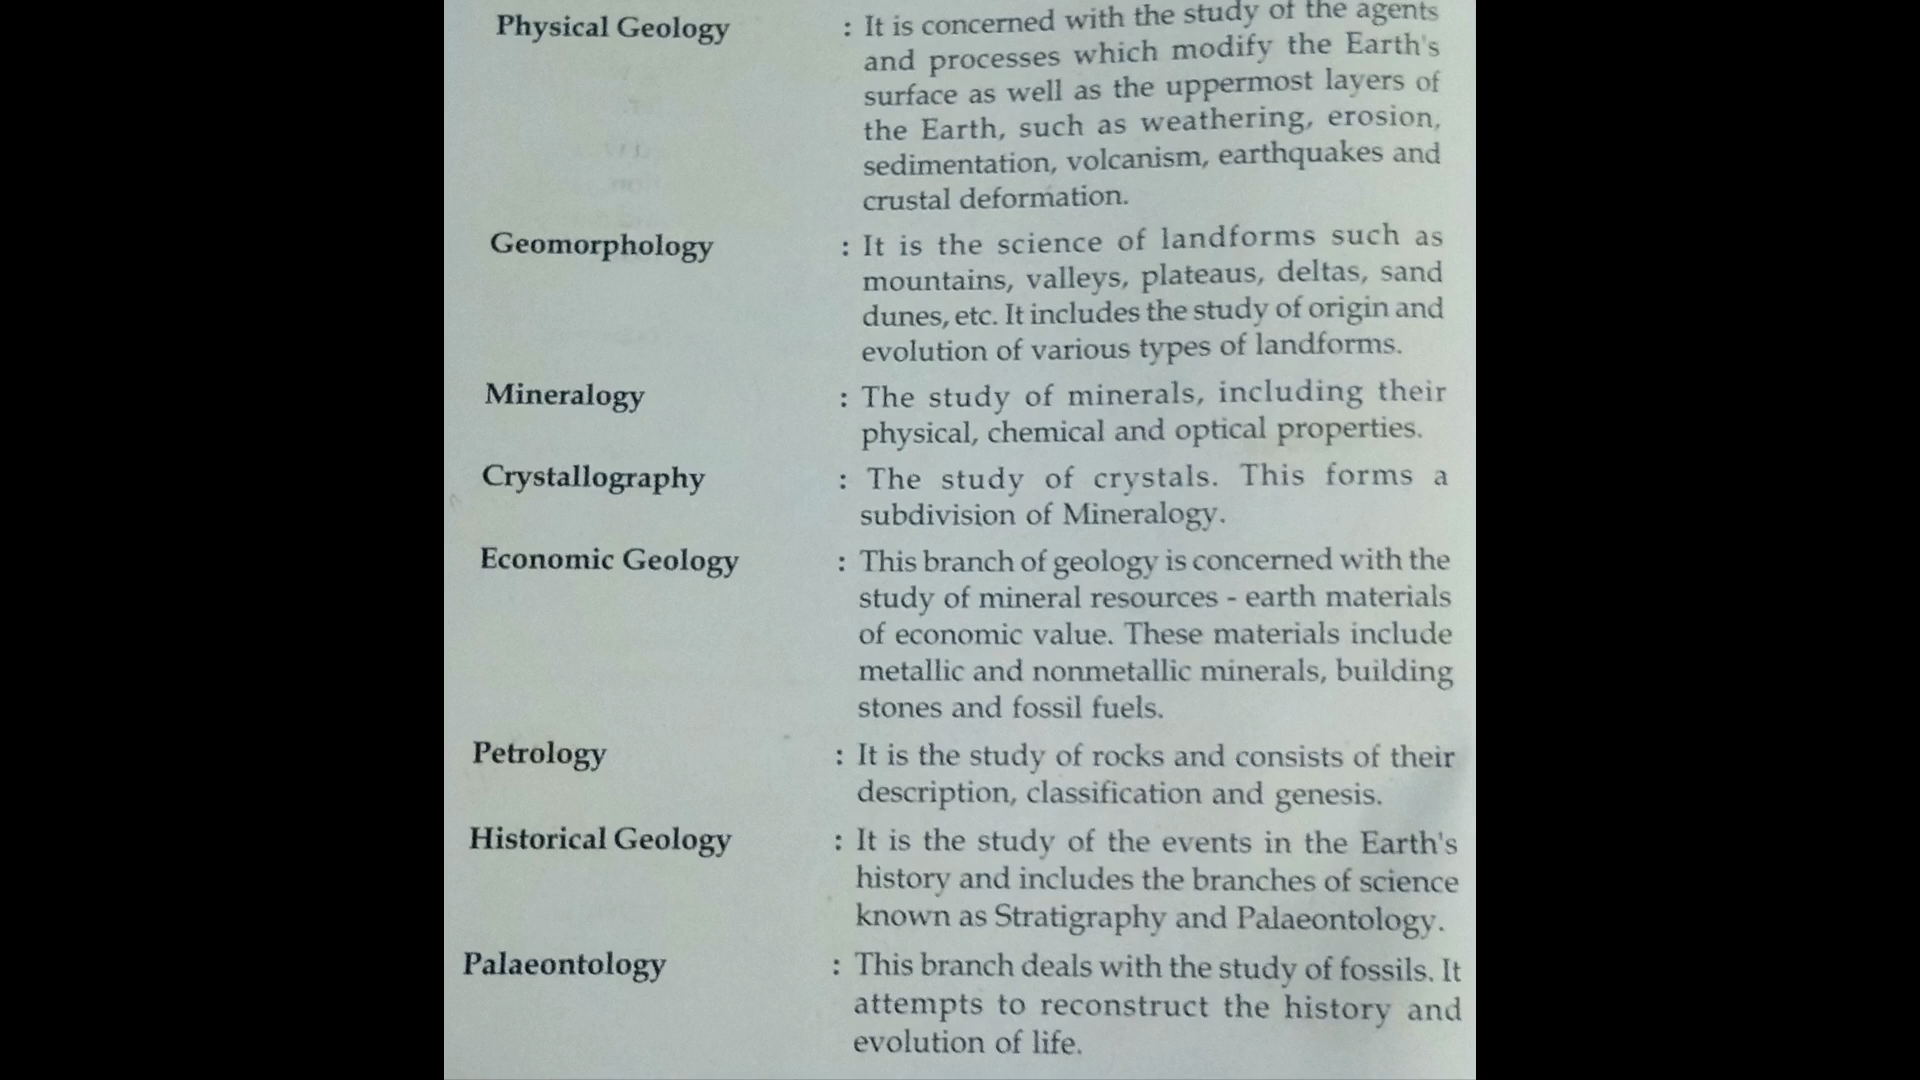 Physical Geology : It is concerned with the study of the agents
and processes which modify the Earth's
surface as well as the uppermost layers of
the Earth, such as weathering, erosion,
sedimentation, volcanism, earthquakes and
crustal deformation.
Geomorphology : It is the science of landforms such as
mountains, valleys, plateaus, deltas, sand
dunes, etc. It includes the study of origin and
evolution of various types of landforms.
Mineralogy : The study of minerals, including their
physical, chemical and optical properties.
Crystallography : The study of crystals. This forms a
subdivision of Mineralogy.
Economic Geology : This branch of geology is concerned with the
study of mineral resources - earth materials
of economic value. These materials include
metallic and nonmetallic minerals, building
stones and fossil fuels.
Petrology : It is the study of rocks and consists of their
description, classification and genesis.
Historical Geology : It is the study of the events in the Earth's
history and includes the branches of science
known as Stratigraphy and Palaeontology.
Palaeontology : This branch deals with the study of fossils. It
attempts to reconstruct the history and
evolution of life.